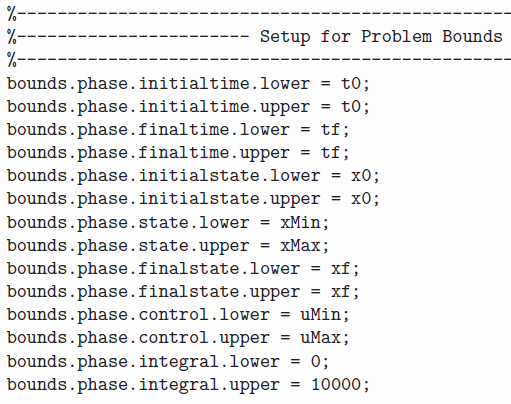 %--------------------------------------------------
%----------------------- Setup for Problem Bounds
%--------------------------------------------------
bounds.phase.initialtime.lower = t0;
bounds.phase.initialtime.upper = t0;
bounds.phase.finaltime.lower = tf;
bounds.phase.finaltime.upper = tf;
bounds.phase.initialstate.lower = x0;
bounds.phase.initialstate.upper = x0;
bounds.phase.state.lower = xMin;
bounds.phase.state.upper = xMax;
bounds.phase.finalstate.lower = xf;
bounds.phase.finalstate.upper = xf;
bounds.phase.control.lower = uMin;
bounds.phase.control.upper = uMax;
bounds.phase.integral.lower = 0;
bounds.phase.integral.upper = 10000;